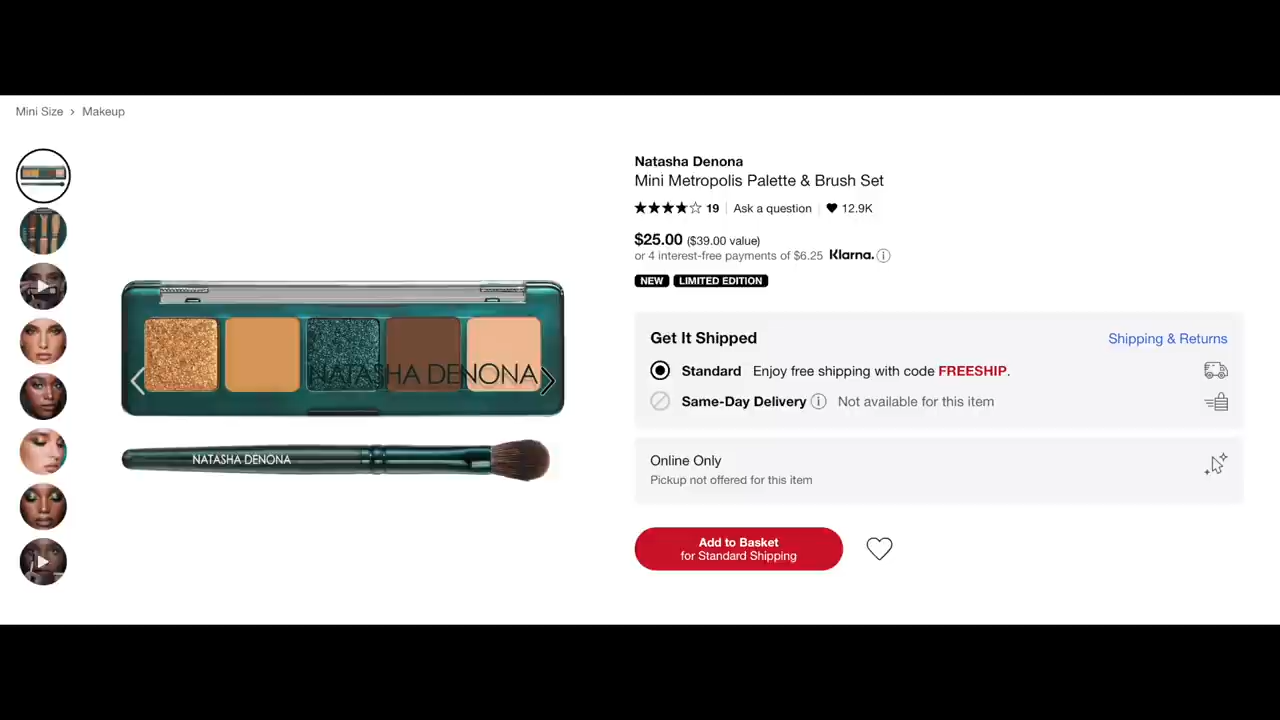 Mini Size > Makeup
Natasha Denona
Mini Metropolis Palette & Brush Set
19 | Ask a question | 12.9K
$25.00 ($39.00 value)
or 4 interest-free payments of $6.25 Klarna. i
NEW LIMITED EDITION
Get It Shipped Shipping & Returns
Standard Enjoy free shipping with code FREESHIP.
Same-Day Delivery i Not available for this item
Online Only
Pickup not offered for this item
Add to Basket
for Standard Shipping
NATASHA DENONA
NATASHA DENONA